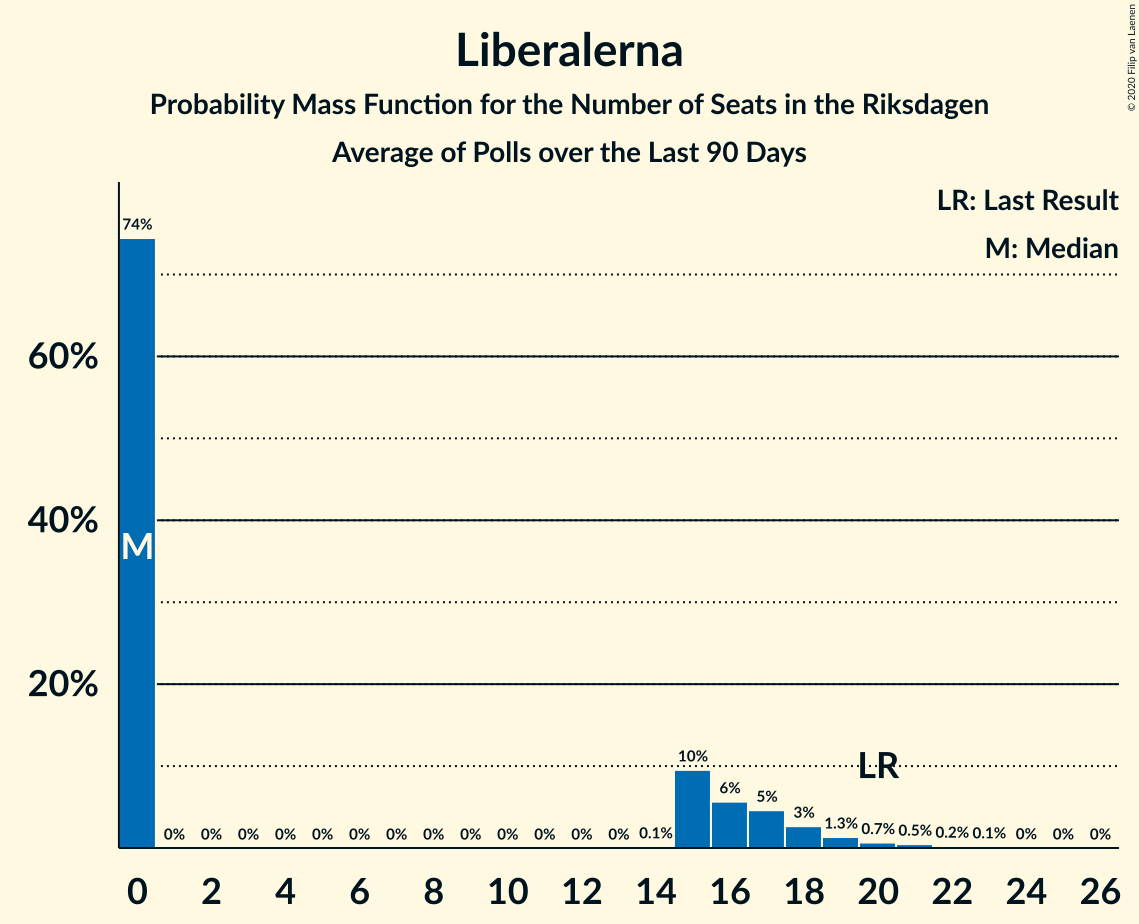 Liberalerna
Probability Mass Function for the Number of Seats in the Riksdagen
Average of Polls over the Last 90 Days
© 2020 Filip van Laenen
LR: Last Result
M: Median
74%
60%
40%
20%
M
LR
0% 0% 0% 0% 0% 0% 0% 0% 0% 0% 0% 0% 0% 0.1% 10% 6% 5% 3% 1.3% 0.7% 0.5% 0.2% 0.1% 0% 0% 0%
0 2 4 6 8 10 12 14 16 18 20 22 24 26